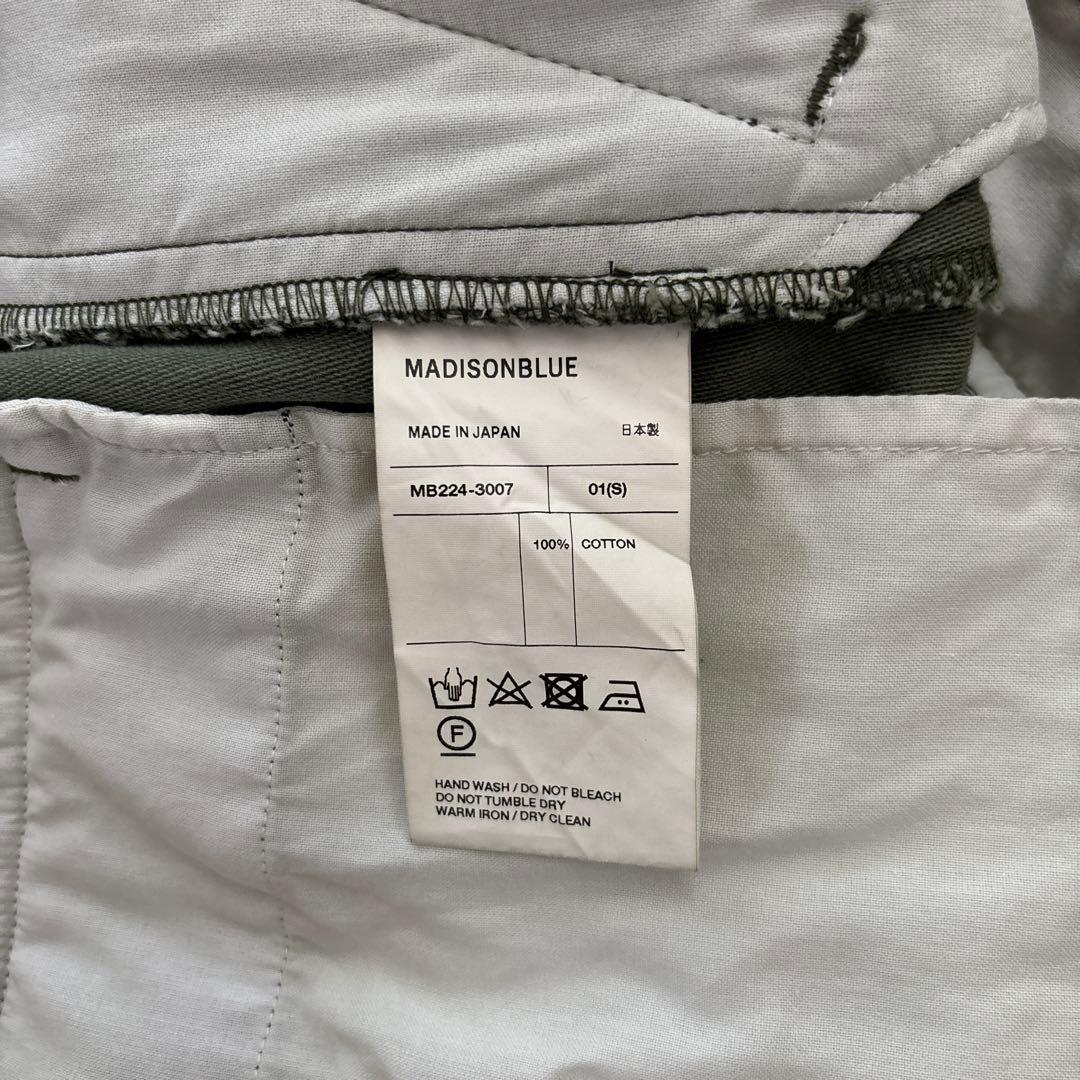 MADISONBLUE
MADE IN JAPAN 日本製
MB224-3007 01(S)
100% COTTON
F
HAND WASH / DO NOT BLEACH
DO NOT TUMBLE DRY
WARM IRON / DRY CLEAN